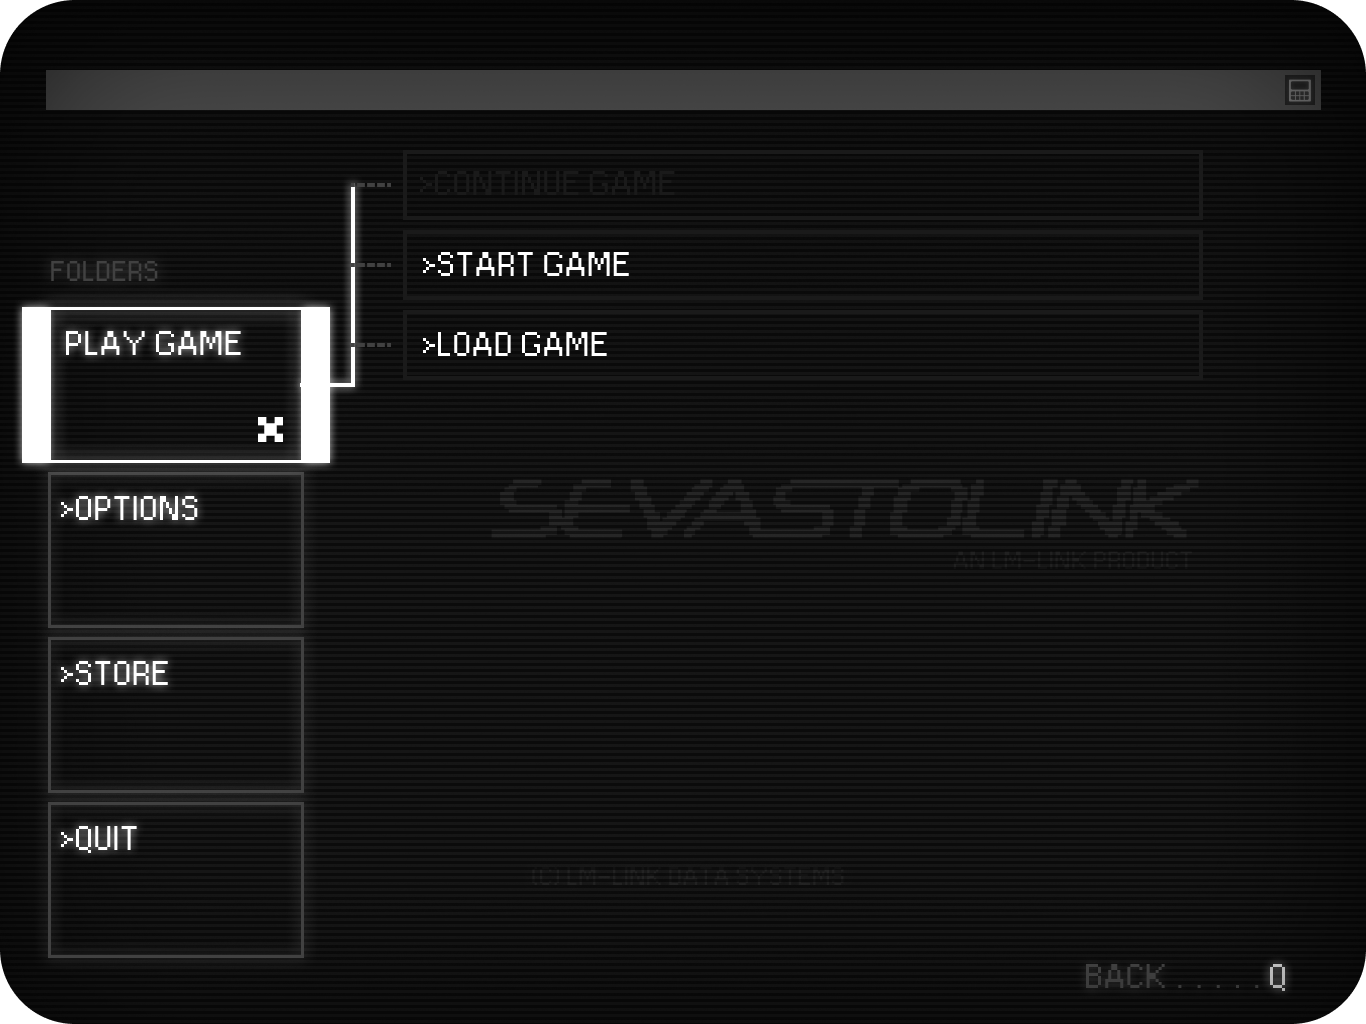 >CONTINUE GAME
>START GAME
FOLDERS
PLAY GAME
>LOAD GAME
>OPTIONS
SEVASTOLINK
AN LM-LINK PRODUCT
>STORE
>QUIT
(C) LM-LINK DATA SYSTEMS
BACK.....Q